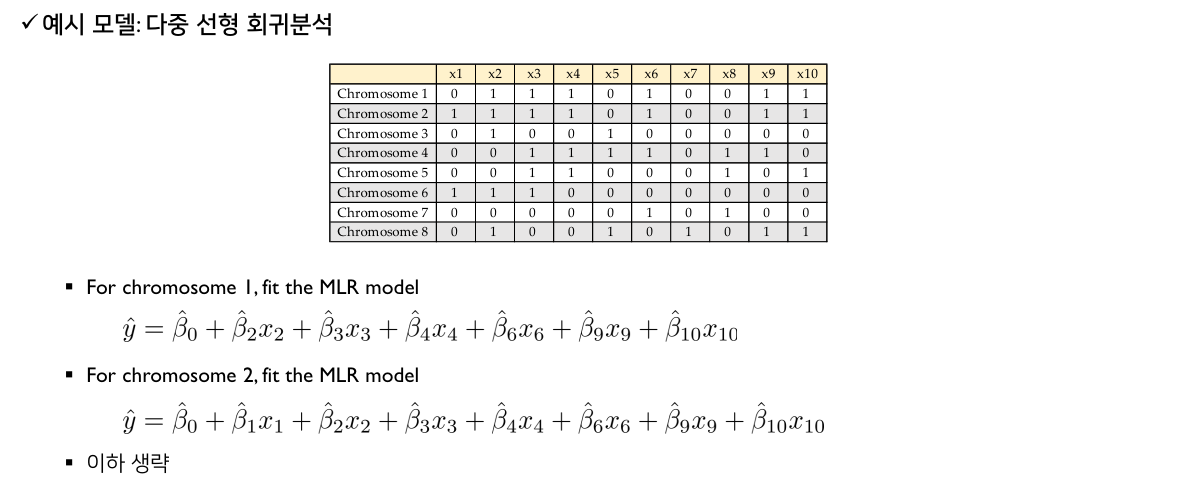 ✓ 예시 모델: 다중 선형 회귀분석
x1 x2 x3 x4 x5 x6 x7 x8 x9 x10
Chromosome 1 0 1 1 1 0 1 0 0 1 1
Chromosome 2 1 1 1 1 0 1 0 0 1 1
Chromosome 3 0 1 0 0 1 0 0 0 0 0
Chromosome 4 0 0 1 1 1 1 0 1 1 0
Chromosome 5 0 0 1 1 0 0 0 1 0 1
Chromosome 6 1 1 1 0 0 0 0 0 0 0
Chromosome 7 0 0 0 0 0 1 0 1 0 0
Chromosome 8 0 1 0 0 1 0 1 0 1 1
▪ For chromosome 1, fit the MLR model
ŷ = β̂₀ + β̂₂x₂ + β̂₃x₃ + β̂₄x₄ + β̂₆x₆ + β̂₉x₉ + β̂₁₀x₁₀
▪ For chromosome 2, fit the MLR model
ŷ = β̂₀ + β̂₁x₁ + β̂₂x₂ + β̂₃x₃ + β̂₄x₄ + β̂₆x₆ + β̂₉x₉ + β̂₁₀x₁₀
▪ 이하 생략